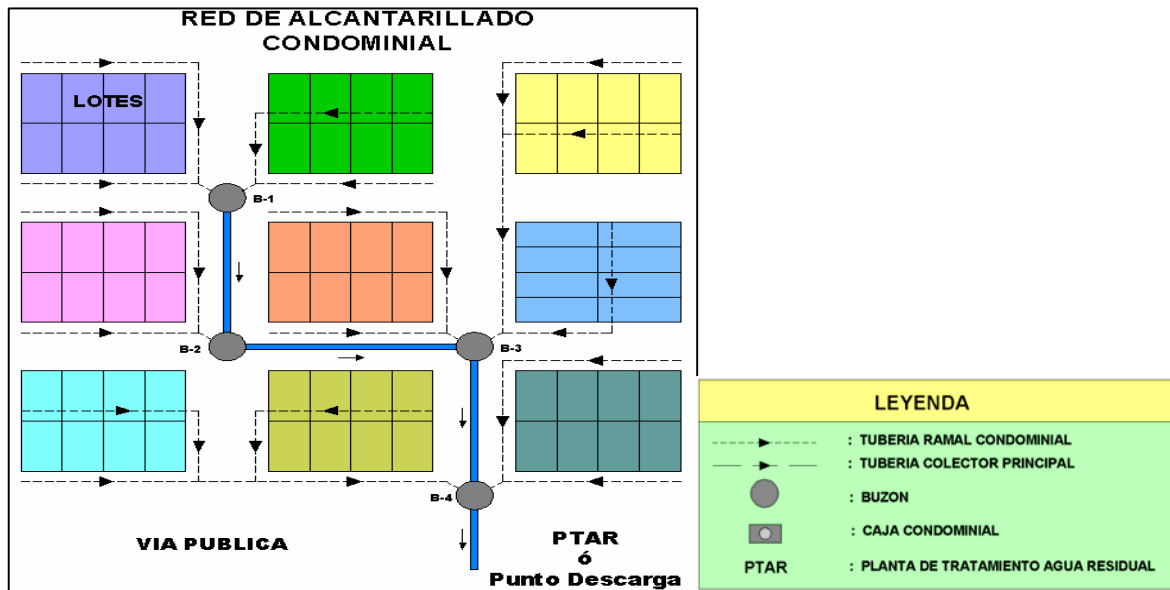 RED DE ALCANTARILLADO
CONDOMINIAL
LOTES
B-1
B-2
B-3
B-4
VIA PUBLICA
PTAR
ó
Punto Descarga
LEYENDA
: TUBERIA RAMAL CONDOMINIAL
: TUBERIA COLECTOR PRINCIPAL
: BUZON
: CAJA CONDOMINIAL
PTAR : PLANTA DE TRATAMIENTO AGUA RESIDUAL